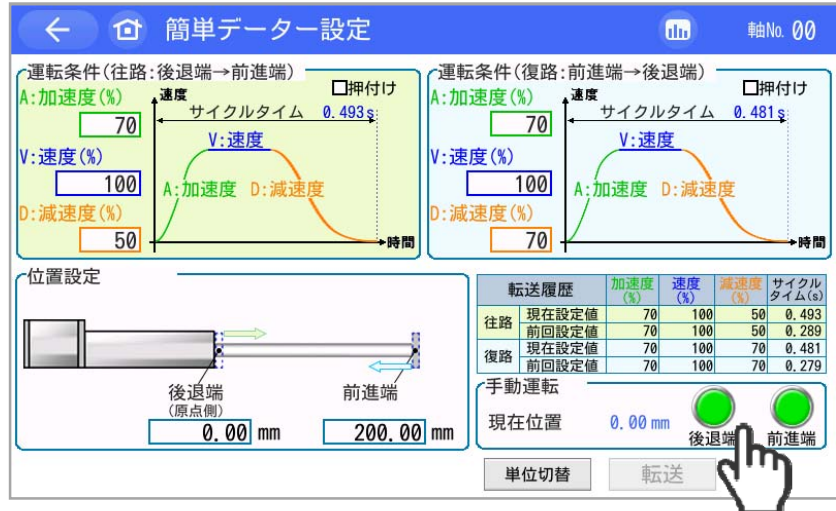 簡単データー設定
軸No. 00
運転条件(往路:後退端→前進端)
A:加速度(%)
70
V:速度(%)
100
D:減速度(%)
50
速度
押付け
サイクルタイム 0.493s
V:速度
A:加速度 D:減速度
時間
運転条件(復路:前進端→後退端)
A:加速度(%)
70
V:速度(%)
100
D:減速度(%)
70
速度
押付け
サイクルタイム 0.481s
V:速度
A:加速度 D:減速度
時間
位置設定
後退端 前進端
(原点側)
0.00 mm 200.00 mm
転送履歴 加速度(%) 速度(%) 減速度(%) サイクルタイム(s)
往路 現在設定値 70 100 50 0.493
前回設定値 70 100 50 0.289
復路 現在設定値 70 100 70 0.481
前回設定値 70 100 70 0.279
手動運転
現在位置 0.00 mm
後退端 前進端
単位切替 転送